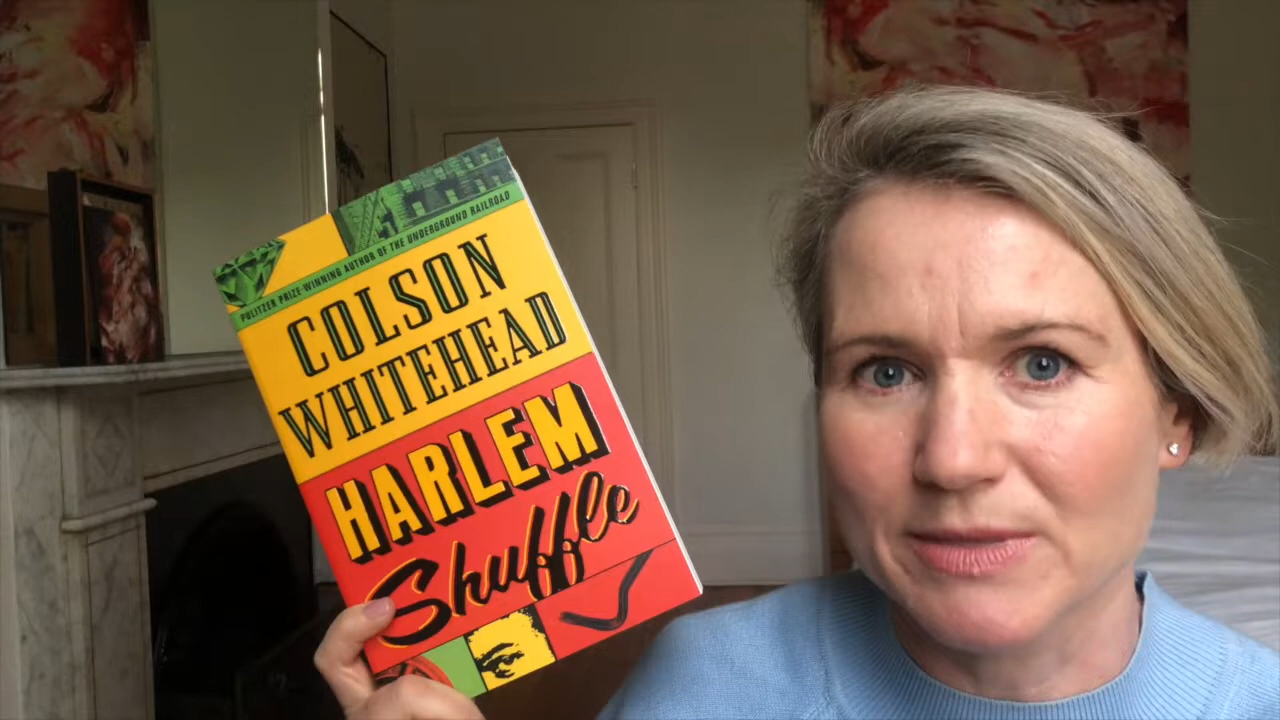 PULITZER PRIZE-WINNING AUTHOR OF THE UNDERGROUND RAILROAD
COLSON
WHITEHEAD
HARLEM
Shuffle